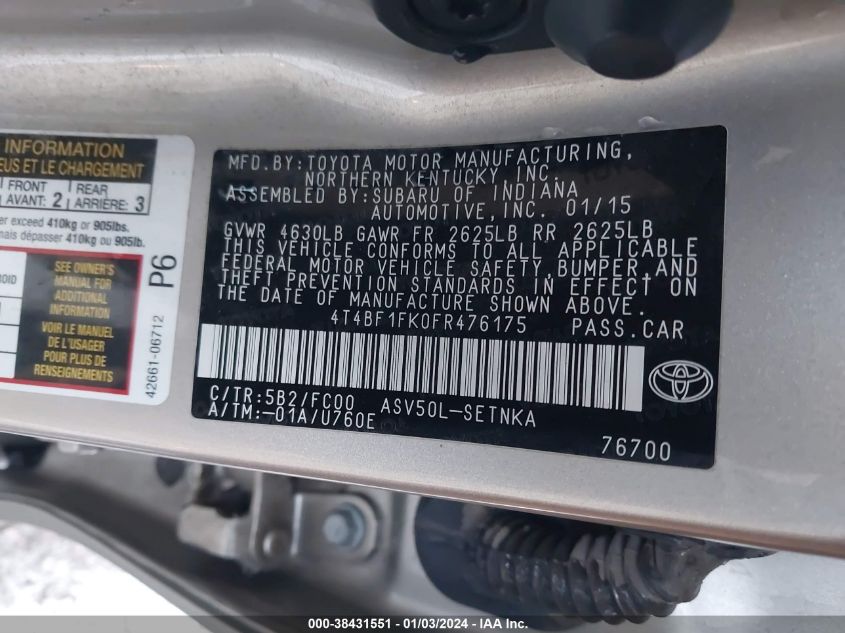 INFORMATION
EUS ET LE CHARGEMENT
FRONT
AVANT: 2
REAR
ARRIÈRE: 3
er exceed 410kg or 905lbs.
mais dépasser 410kg ou 905lb.
SEE OWNER'S
MANUAL FOR
ADDITIONAL
INFORMATION
VOIR LE MANUEL
DE L'USAGER
POUR PLUS DE
RENSEIGNEMENTS
P6
42661-06712
MFD.BY:TOYOTA MOTOR MANUFACTURING,
NORTHERN KENTUCKY INC.
ASSEMBLED BY:SUBARU OF INDIANA
AUTOMOTIVE,INC. 01/15
GVWR 4630LB GAWR FR 2625LB RR 2625LB
THIS VEHICLE CONFORMS TO ALL APPLICABLE
FEDERAL MOTOR VEHICLE SAFETY,BUMPER,AND
THEFT PREVENTION STANDARDS IN EFFECT ON
THE DATE OF MANUFACTURE SHOWN ABOVE.
4T4BF1FK0FR476175 PASS.CAR
C/TR:5B2/FC00 ASV50L-SETNKA
A/TM:-01A/U760E
76700
000-38431551 - 01/03/2024 - IAA Inc.